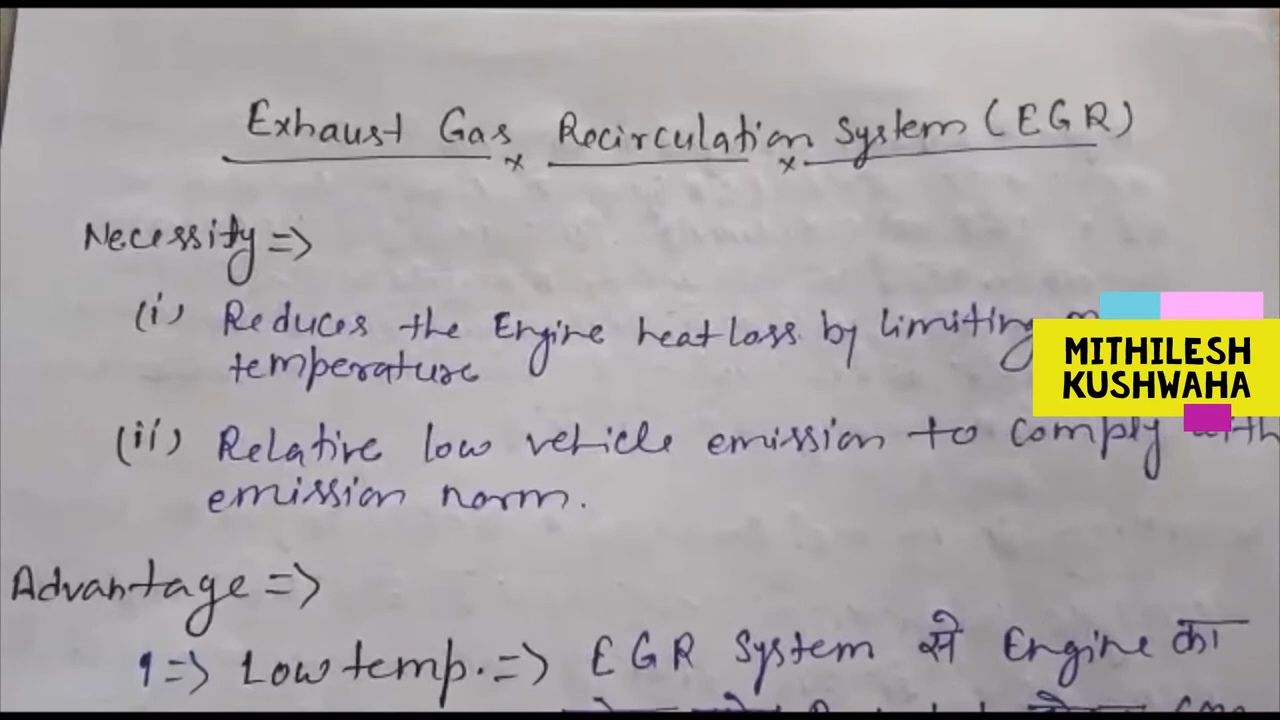 Exhaust Gas Recirculation System (EGR)
Necessity =>
(i) Reduces the Engine heat loss by limiting
temperature
(ii) Relative low vehicle emission to comply with
emission norm.
MITHILESH
KUSHWAHA
Advantage =>
1=> Low temp. => EGR System से Engine का